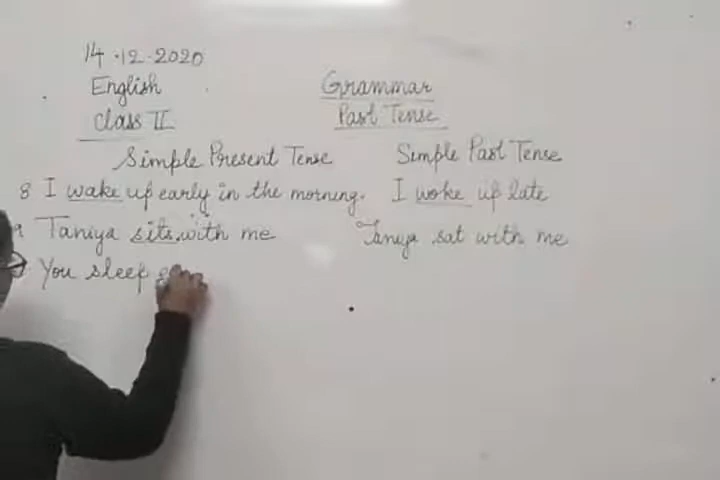 14.12.2020
English Grammar
Class II Past Tense
Simple Present Tense Simple Past Tense
8 I wake up early in the morning. I woke up late
9 Taniya sits with me Taniya sat with me
You sleep